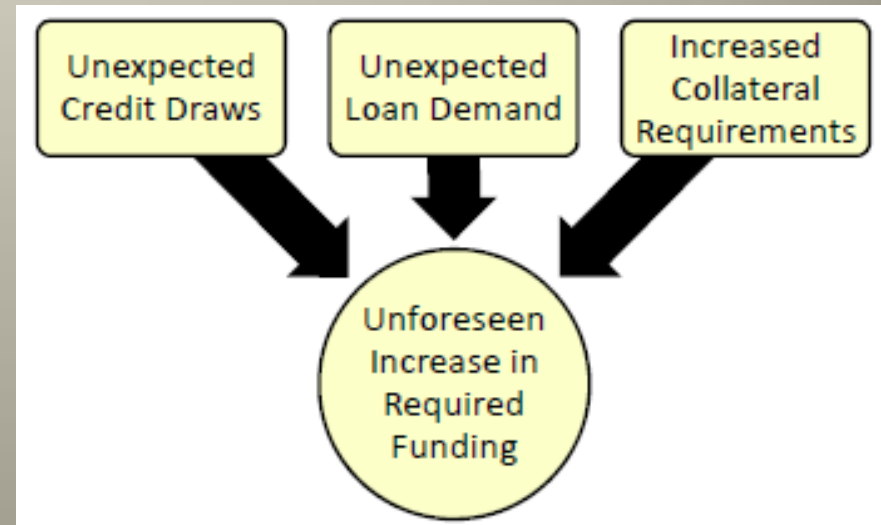 Unexpected
Credit Draws
Unexpected
Loan Demand
Increased
Collateral
Requirements
Unforeseen
Increase in
Required
Funding